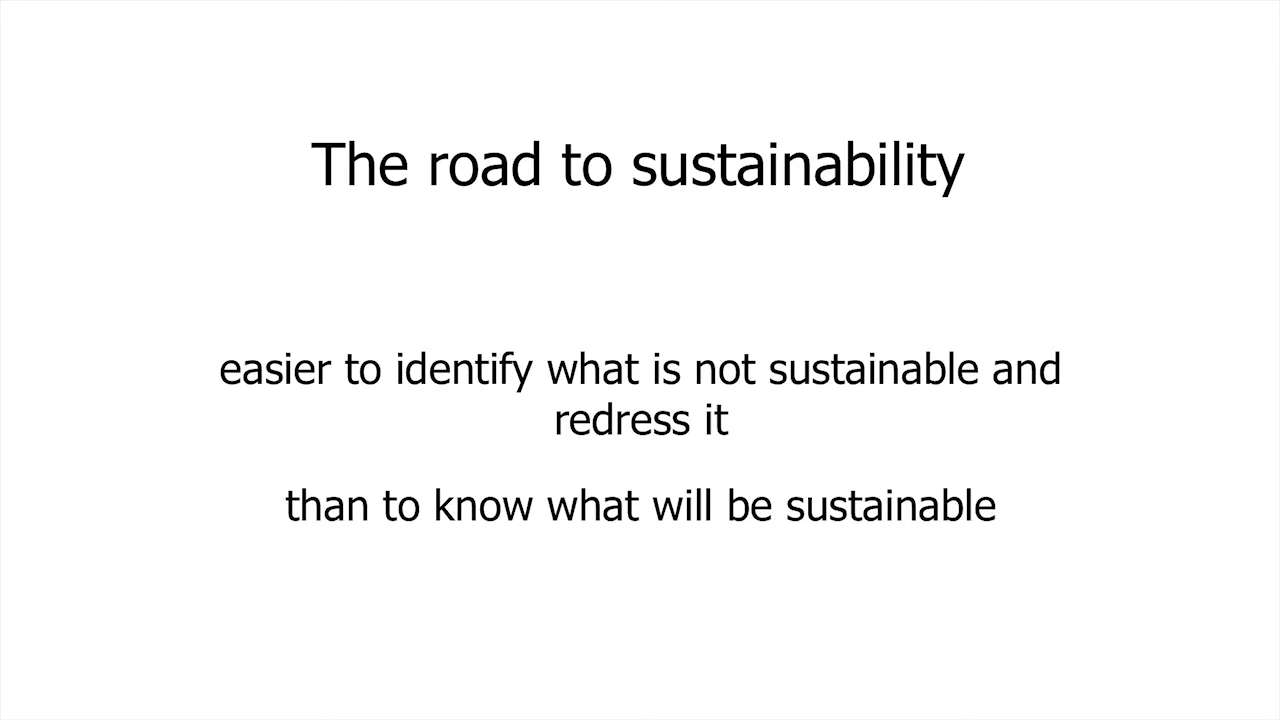 The road to sustainability
easier to identify what is not sustainable and
redress it
than to know what will be sustainable